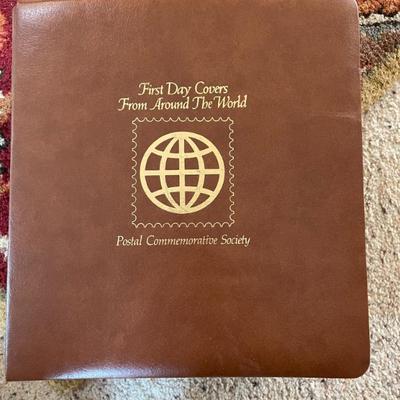 First Day Covers
From Around The World
Postal Commemorative Society